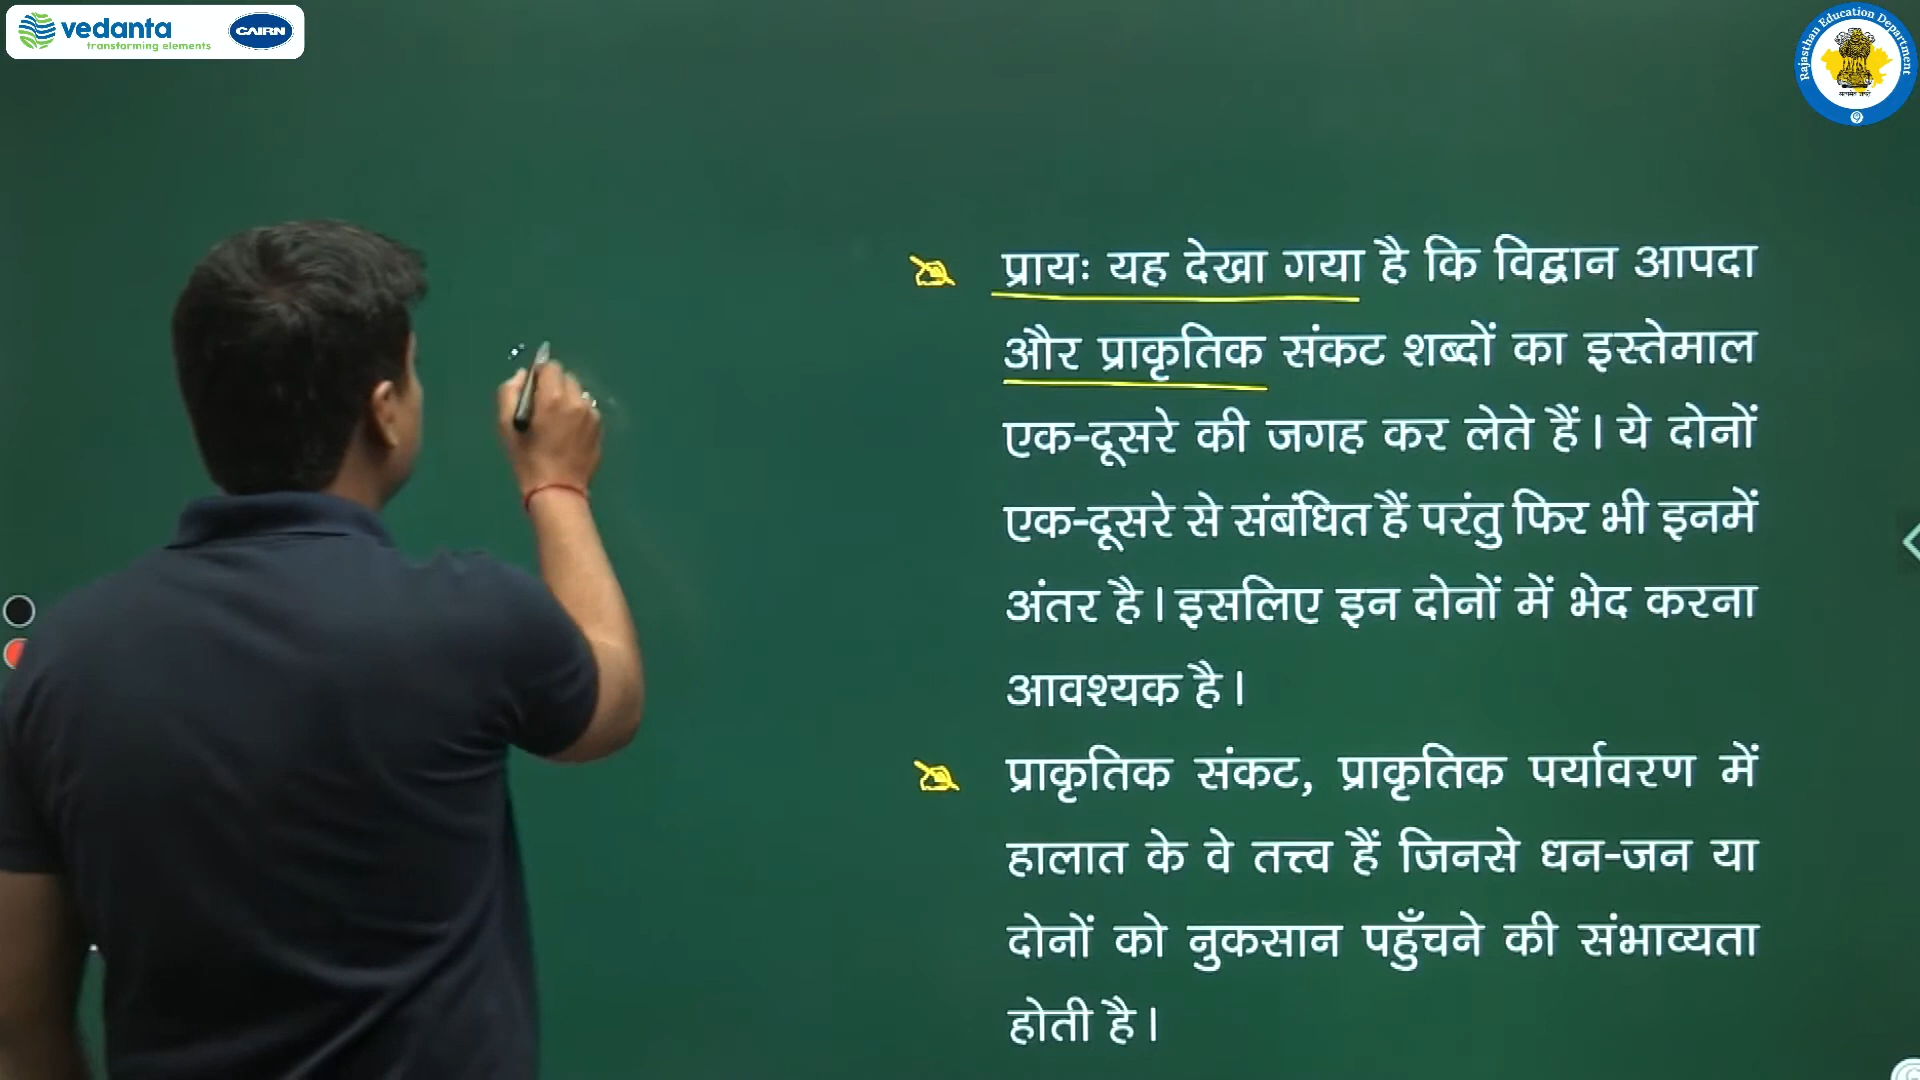 vedanta
transforming elements
CAIRN
Rajasthan Education Department
प्रायः यह देखा गया है कि विद्वान आपदा
और प्राकृतिक संकट शब्दों का इस्तेमाल
एक-दूसरे की जगह कर लेते हैं। ये दोनों
एक-दूसरे से संबंधित हैं परंतु फिर भी इनमें
अंतर है। इसलिए इन दोनों में भेद करना
आवश्यक है।
प्राकृतिक संकट, प्राकृतिक पर्यावरण में
हालात के वे तत्त्व हैं जिनसे धन-जन या
दोनों को नुकसान पहुँचने की संभाव्यता
होती है।